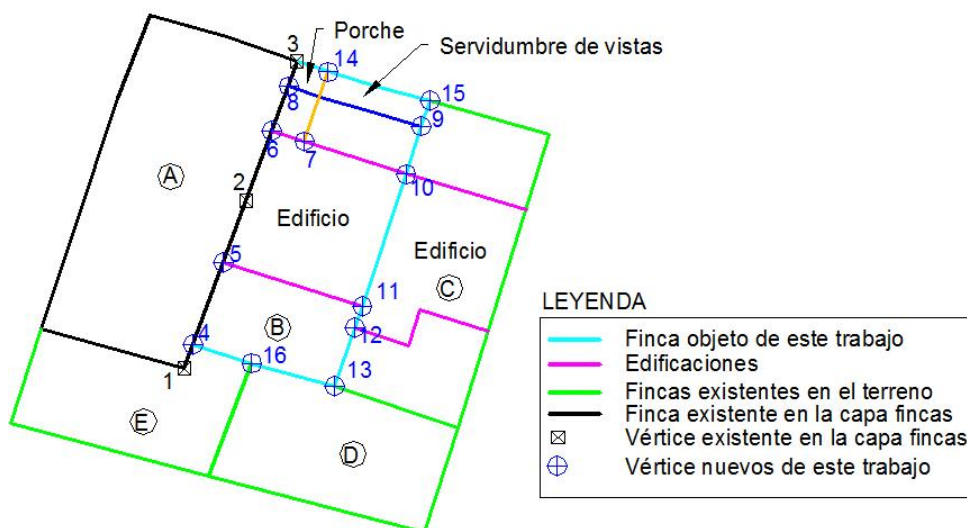 Porche
Servidumbre de vistas
3
14
8
15
9
6
7
A
2
10
Edificio
Edificio
5
C
11
LEYENDA
B
12
Finca objeto de este trabajo
4
16
Edificaciones
1
13
Fincas existentes en el terreno
Finca existente en la capa fincas
E
Vértice existente en la capa fincas
D
Vértice nuevos de este trabajo